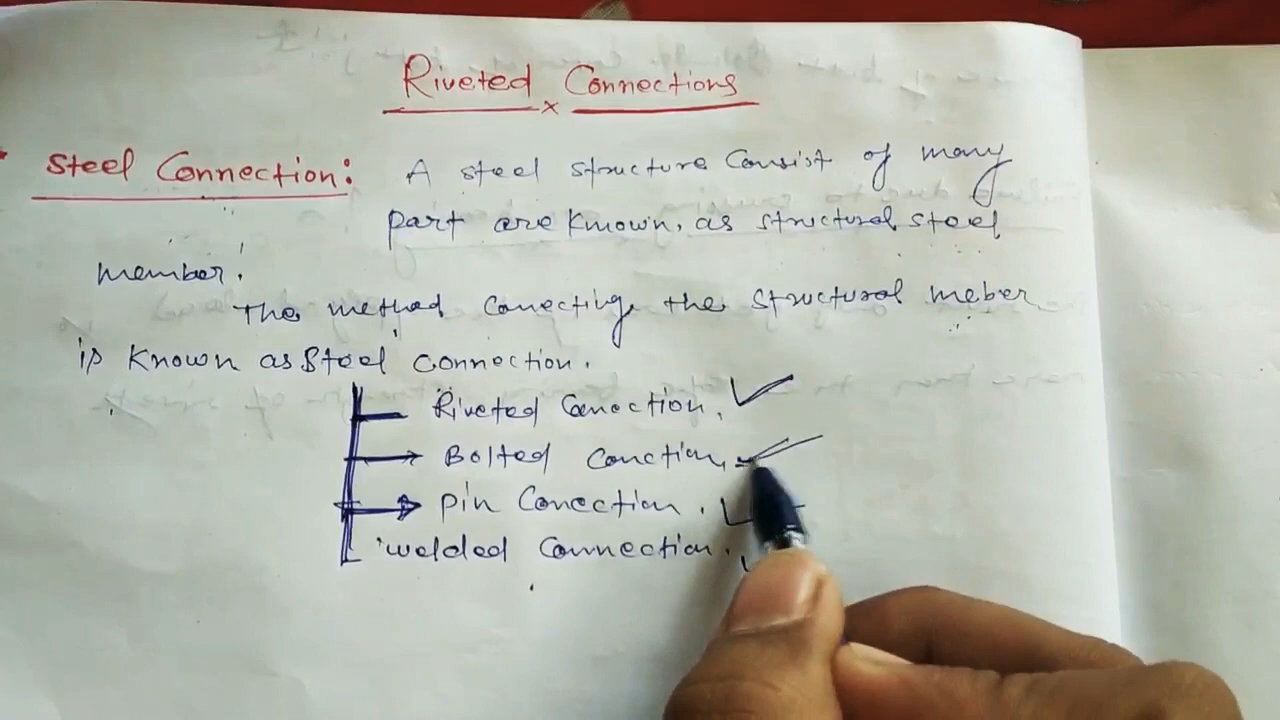 Riveted Connections
Steel Connection: A steel structure Consist of many
part are Known, as structural steel
member.
The method conecting the structural meber
is Known as Steel connection.
Riveted Conection.
Bolted Conction,
Pin Conection.
welded Connection.